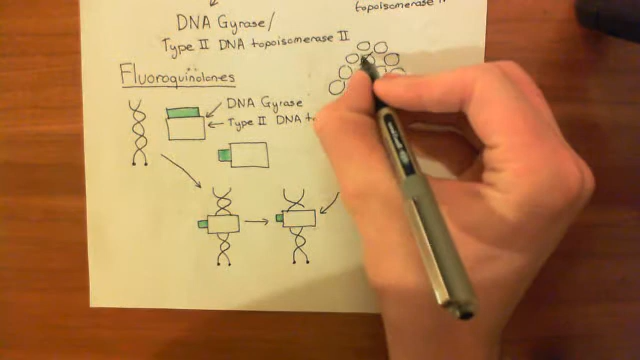 topoisomerase
DNA Gyrase/
Type II DNA topoisomerase II
Fluoroquinolones
DNA Gyrase
Type II DNA